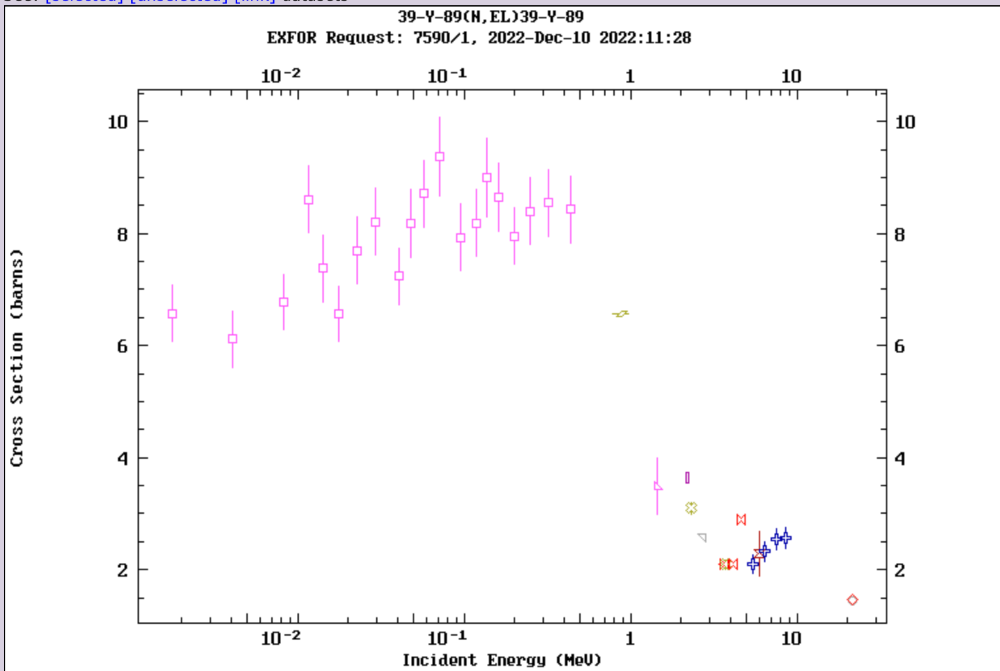 39-Y-89(N,EL)39-Y-89
EXFOR Request: 7590/1, 2022-Dec-10 2022:11:28
10-2 10-1 1 10
10 10
8 8
6 6
4 4
2 2
Cross Section (barns)
10-2 10-1 1 10
Incident Energy (MeV)